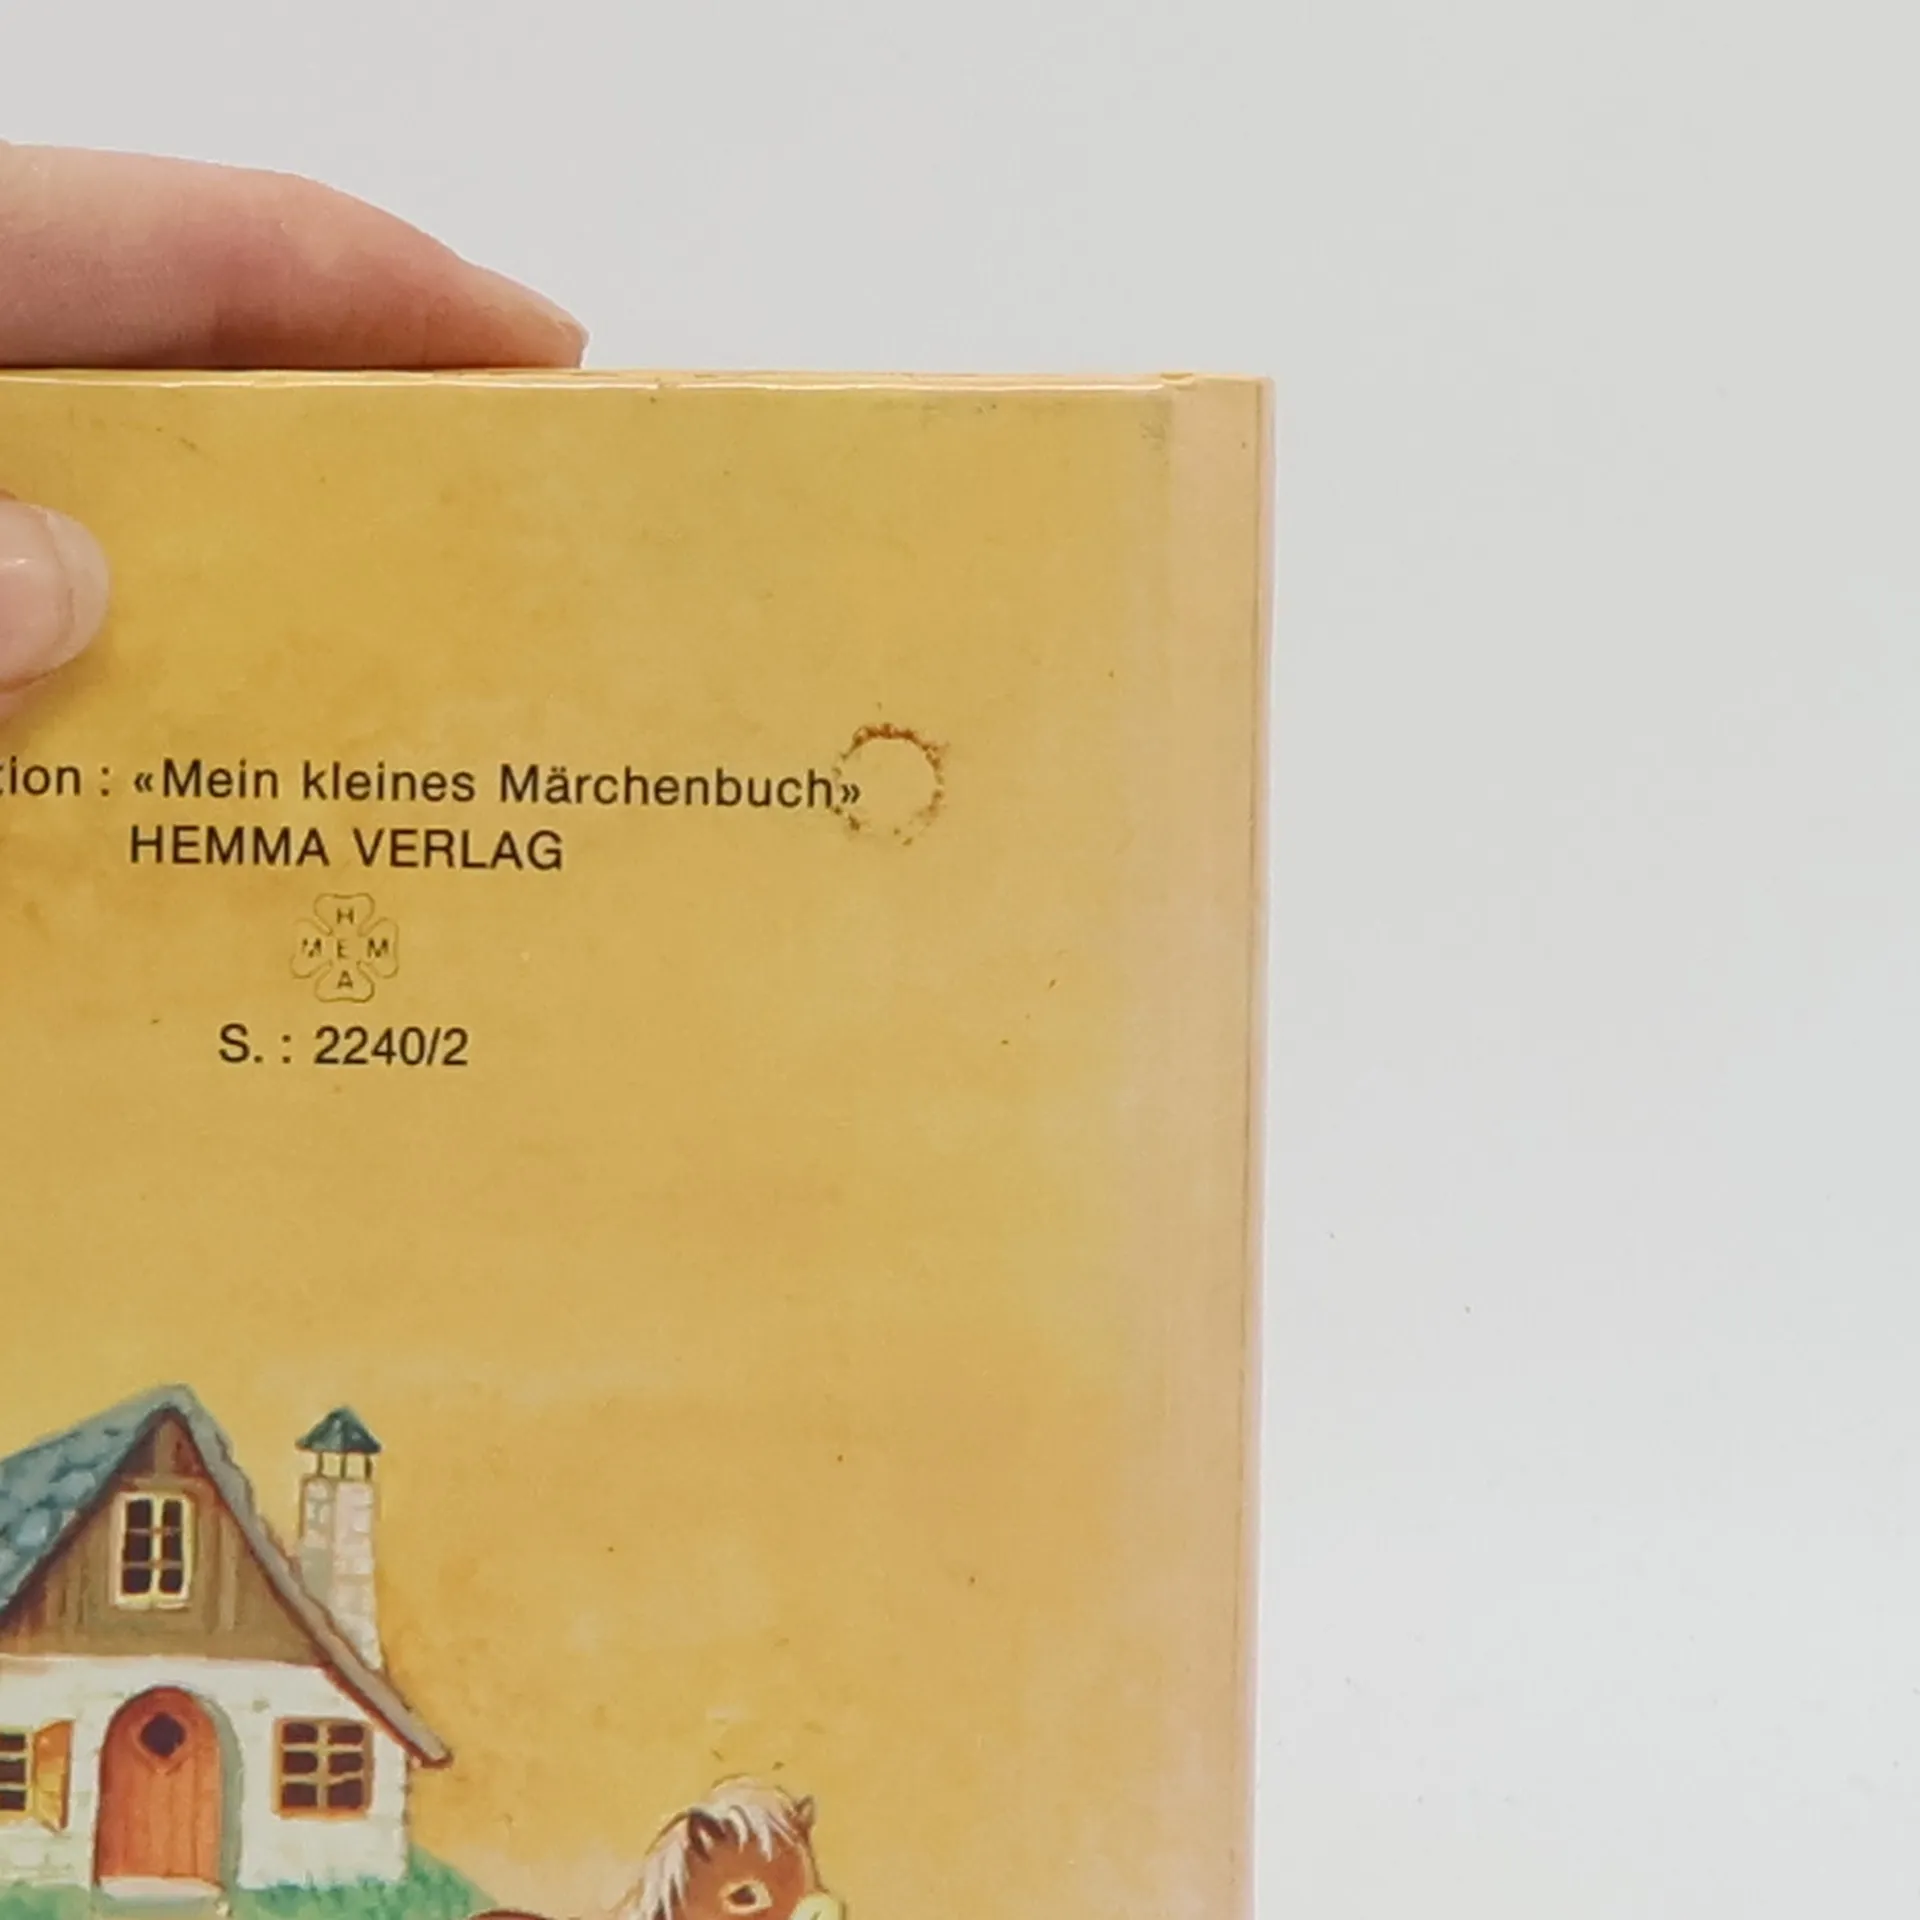 tion : «Mein kleines Märchenbuch»
HEMMA VERLAG
H
M E M
A
S. : 2240/2